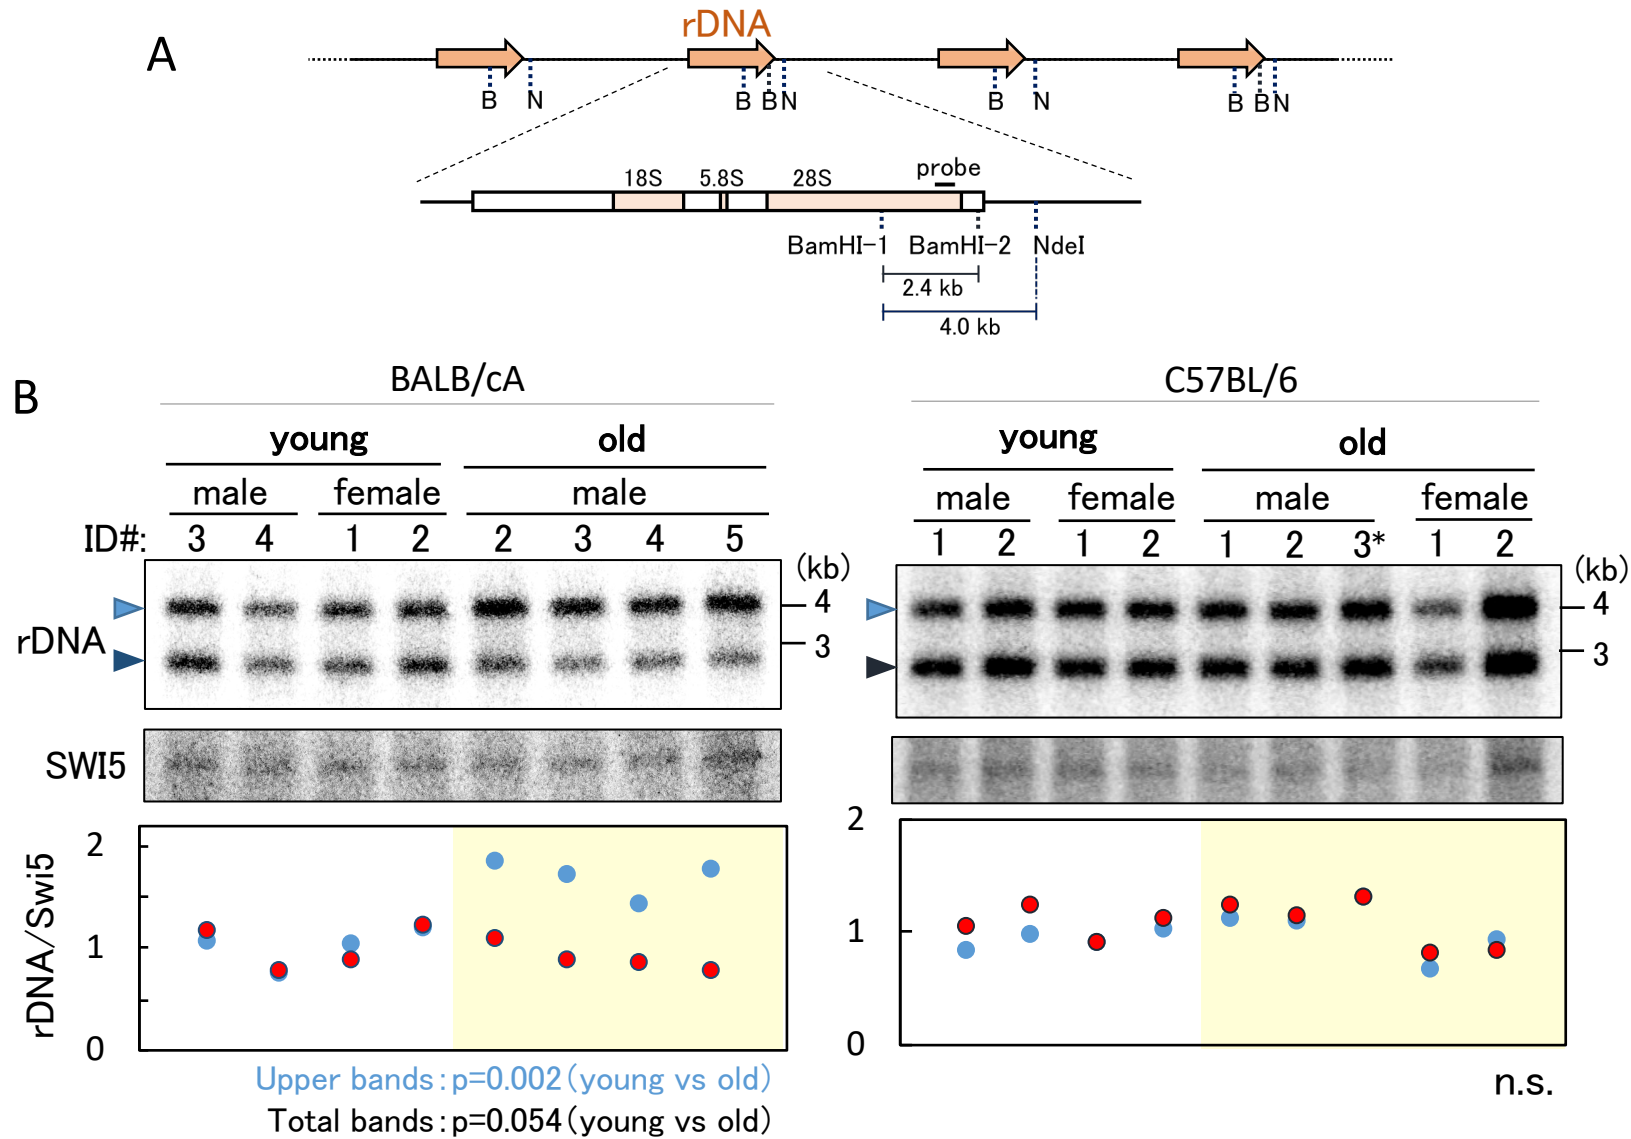 A
rDNA
B N B B N B N B B N
18S 5.8S 28S probe
BamHI-1 BamHI-2 NdeI
2.4 kb
4.0 kb
B
BALB/cA
young old
male female male
ID#: 3 4 1 2 2 3 4 5
(kb)
4
rDNA
3
SWI5
rDNA/Swi5
2
1
0
Upper bands: p=0.002 (young vs old)
Total bands: p=0.054 (young vs old)
C57BL/6
young old
male female male female
1 2 1 2 1 2 3* 1 2
(kb)
4
3
2
1
0
n.s.